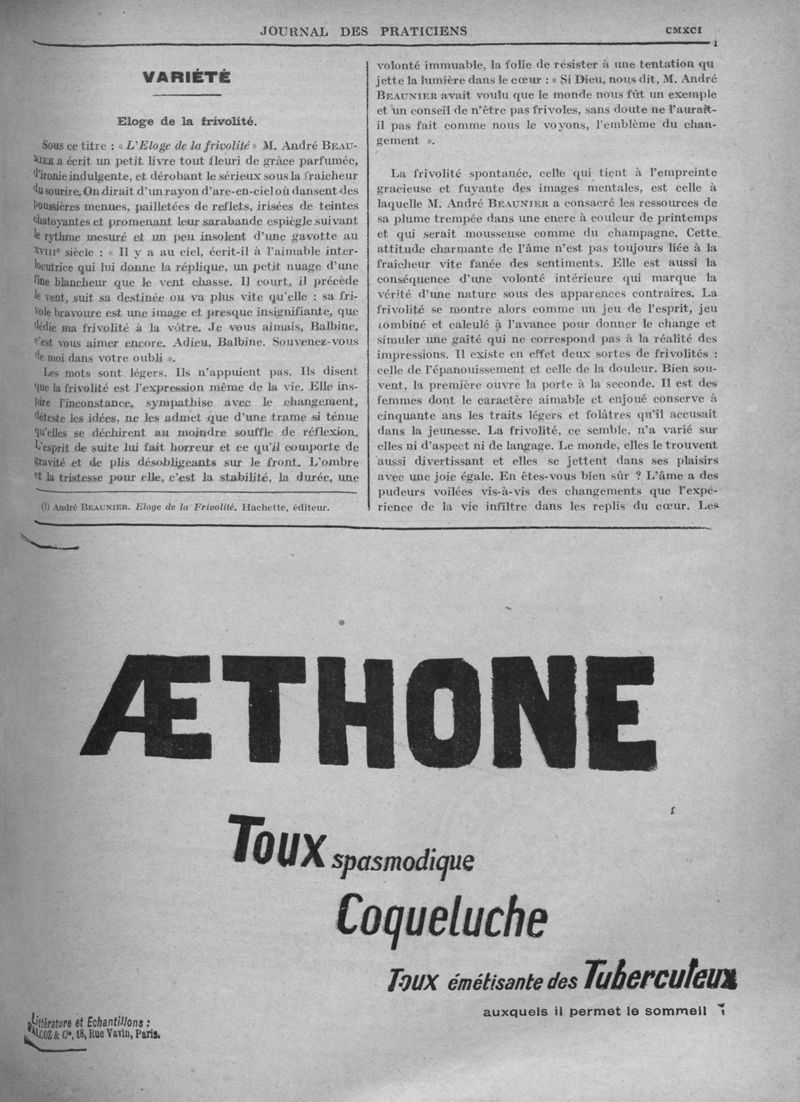 JOURNAL DES PRATICIENS
CMXCI
VARIÉTÉ
Eloge de la frivolité.
Sous ce titre : « L'Eloge de la frivolité » M. André BEAU-
NIER a écrit un petit livre tout fleuri de grâce parfumée,
d'ironie indulgente, et dérobant le sérieux sous la fraîcheur
du sourire. On dirait d'un rayon d'arc-en-ciel où dansent des
poussières menues, pailletées de reflets, irisées de teintes
chatoyantes et promenant leur sarabande espiègle suivant
le rythme mesuré et un peu insolent d'une gavotte au
XVIIIe siècle : « Il y a au ciel, écrit-il à l'aimable inter-
locutrice qui lui donne la réplique, un petit nuage d'une
fine blancheur que le vent chasse. Il court, il précède
le vent, suit sa destinée ou va plus vite qu'elle : sa fri-
vole bravoure est une image et presque insignifiante, que
dédie ma frivolité à la vôtre. Je vous aimais, Balbine,
c'est vous aimer encore. Adieu, Balbine. Souvenez-vous
de moi dans votre oubli ».
Les mots sont légers. Ils n'appuient pas. Ils disent
que la frivolité est l'expression même de la vie. Elle ins-
pire l'inconstance, sympathise avec le changement,
déteste les idées, ne les admet que d'une trame si ténue
qu'elles se déchirent au moindre souffle de réflexion.
L'esprit de suite lui fait horreur et ce qu'il comporte de
gravité et de plis désobligeants sur le front. L'ombre
et la tristesse pour elle, c'est la stabilité, la durée, une
(1) André BEAUNIER. Eloge de la Frivolité. Hachette, éditeur.
volonté immuable, la folie de résister à une tentation qu
jette la lumière dans le cœur : « Si Dieu, nous dit, M. André
BEAUNIER avait voulu que le monde nous fût un exemple
et un conseil de n'être pas frivoles, sans doute ne l'aurait-
il pas fait comme nous le voyons, l'emblème du chan-
gement ».
La frivolité spontanée, celle qui tient à l'empreinte
gracieuse et fuyante des images mentales, est celle à
laquelle M. André BEAUNIER a consacré les ressources de
sa plume trempée dans une encre à couleur de printemps
et qui serait mousseuse comme du champagne. Cette
attitude charmante de l'âme n'est pas toujours liée à la
fraîcheur vite fanée des sentiments. Elle est aussi la
conséquence d'une volonté intérieure qui marque la
vérité d'une nature sous des apparences contraires. La
frivolité se montre alors comme un jeu de l'esprit, jeu
combiné et calculé à l'avance pour donner le change et
simuler une gaîté qui ne correspond pas à la réalité des
impressions. Il existe en effet deux sortes de frivolités :
celle de l'épanouissement et celle de la douleur. Bien sou-
vent, la première ouvre la porte à la seconde. Il est des
femmes dont le caractère aimable et enjoué conserve à
cinquante ans les traits légers et folâtres qu'il accusait
dans la jeunesse. La frivolité, ce semble, n'a varié sur
elles ni d'aspect ni de langage. Le monde, elles le trouvent
aussi divertissant et elles se jettent dans ses plaisirs
avec une joie égale. En êtes-vous bien sûr ? L'âme a des
pudeurs voilées vis-à-vis des changements que l'expé-
rience de la vie infiltre dans les replis du cœur. Les
ÆTHONE
Toux spasmodique
Coqueluche
Toux émétisante des Tuberculeux
auxquels il permet le sommeil
Littérature et Echantillons :
FALCOZ & Cie, 18, Rue Vavin, Paris.